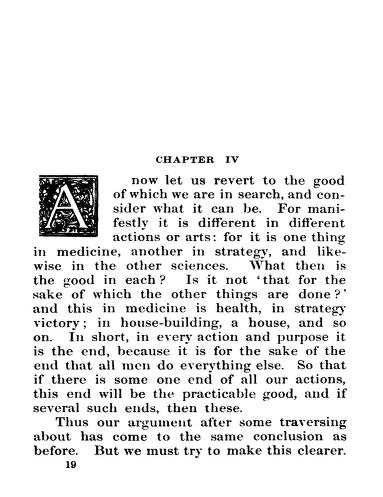 CHAPTER IV
A
now let us revert to the good
of which we are in search, and con-
sider what it can be. For mani-
festly it is different in different
actions or arts: for it is one thing
in medicine, another in strategy, and like-
wise in the other sciences. What then is
the good in each? Is it not 'that for the
sake of which the other things are done?'
and this in medicine is health, in strategy
victory; in house-building, a house, and so
on. In short, in every action and purpose it
is the end, because it is for the sake of the
end that all men do everything else. So that
if there is some one end of all our actions,
this end will be the practicable good, and if
several such ends, then these.
Thus our argument after some traversing
about has come to the same conclusion as
before. But we must try to make this clearer.
19